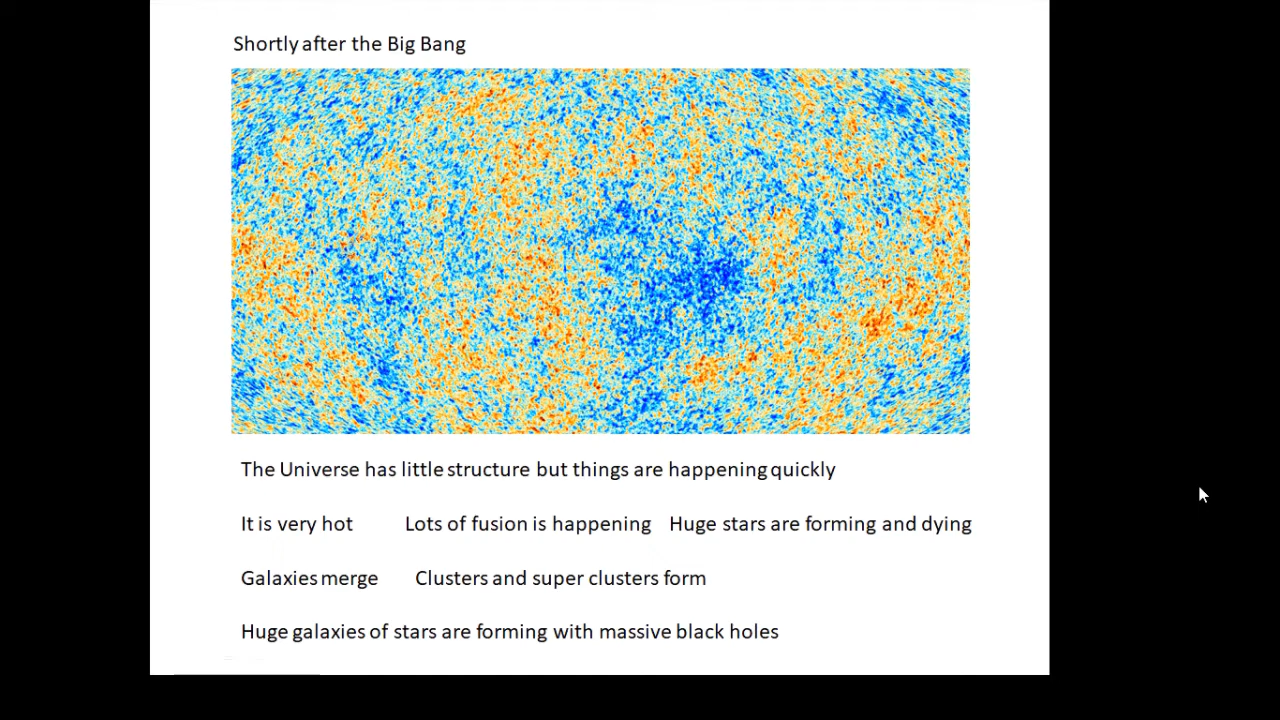 Shortly after the Big Bang
The Universe has little structure but things are happening quickly
It is very hot Lots of fusion is happening Huge stars are forming and dying
Galaxies merge Clusters and super clusters form
Huge galaxies of stars are forming with massive black holes